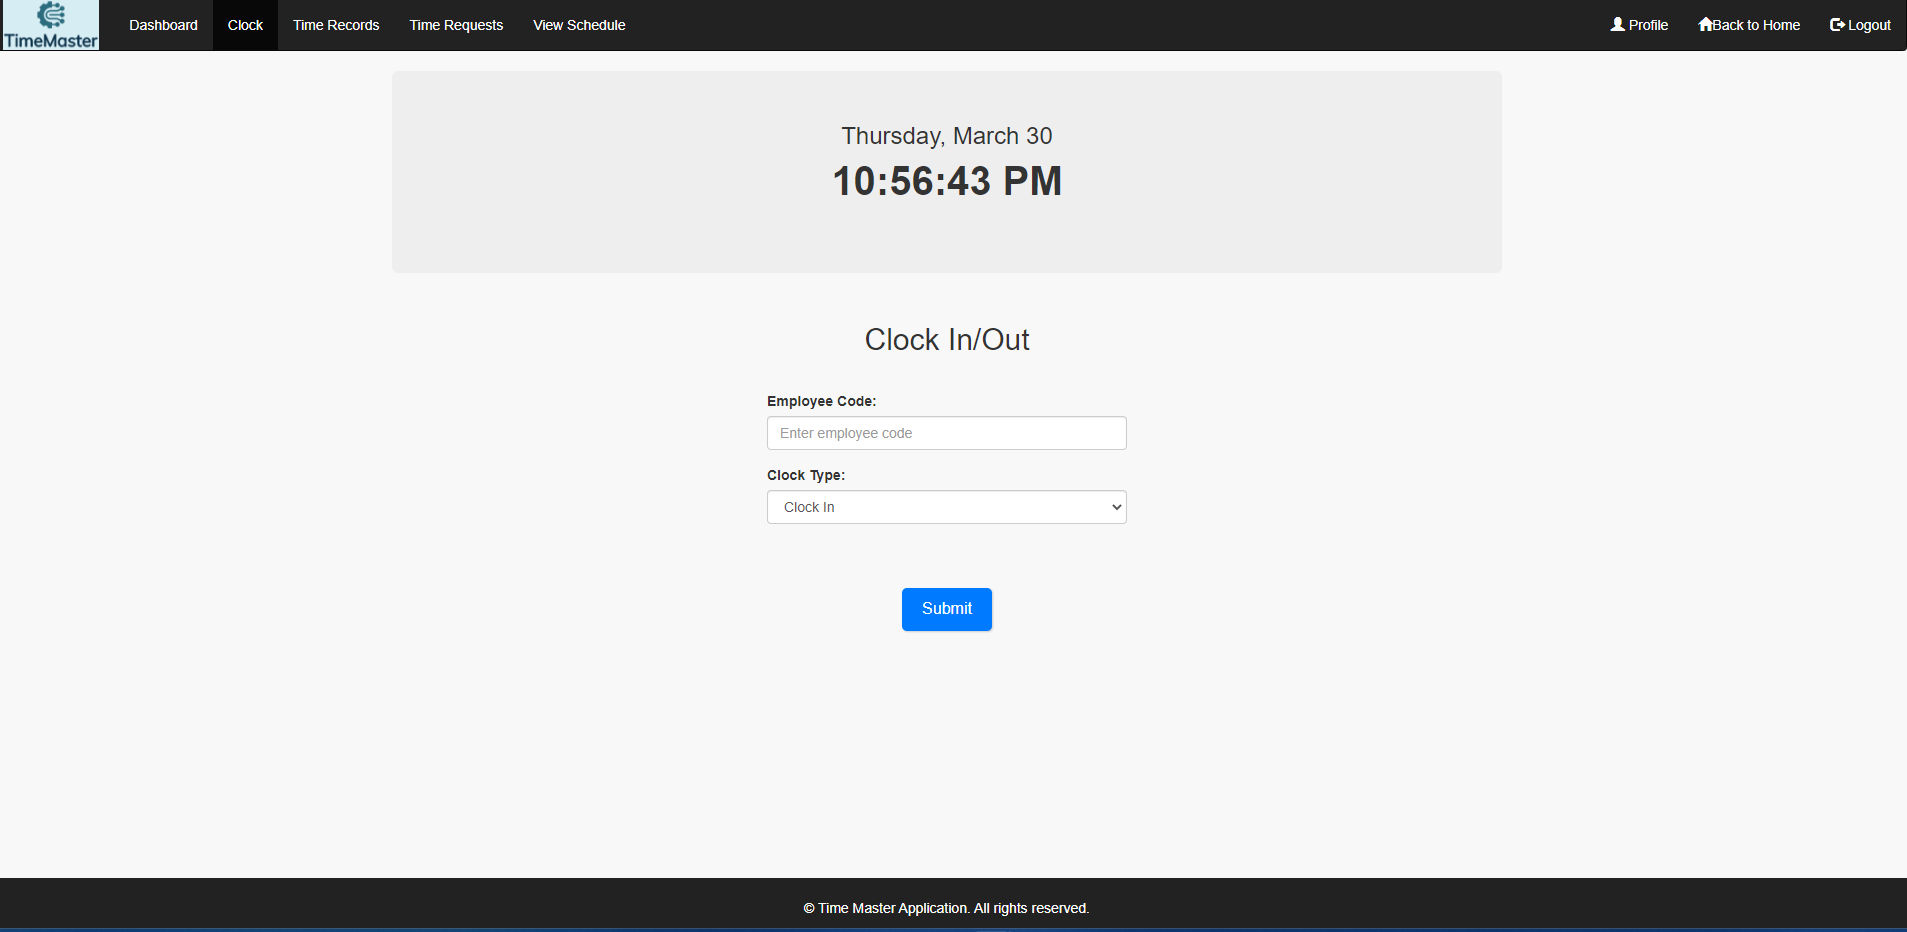 TimeMaster
Dashboard
Clock
Time Records
Time Requests
View Schedule
Profile
Back to Home
Logout
Thursday, March 30
10:56:43 PM
Clock In/Out
Employee Code:
Enter employee code
Clock Type:
Clock In
Submit
© Time Master Application. All rights reserved.